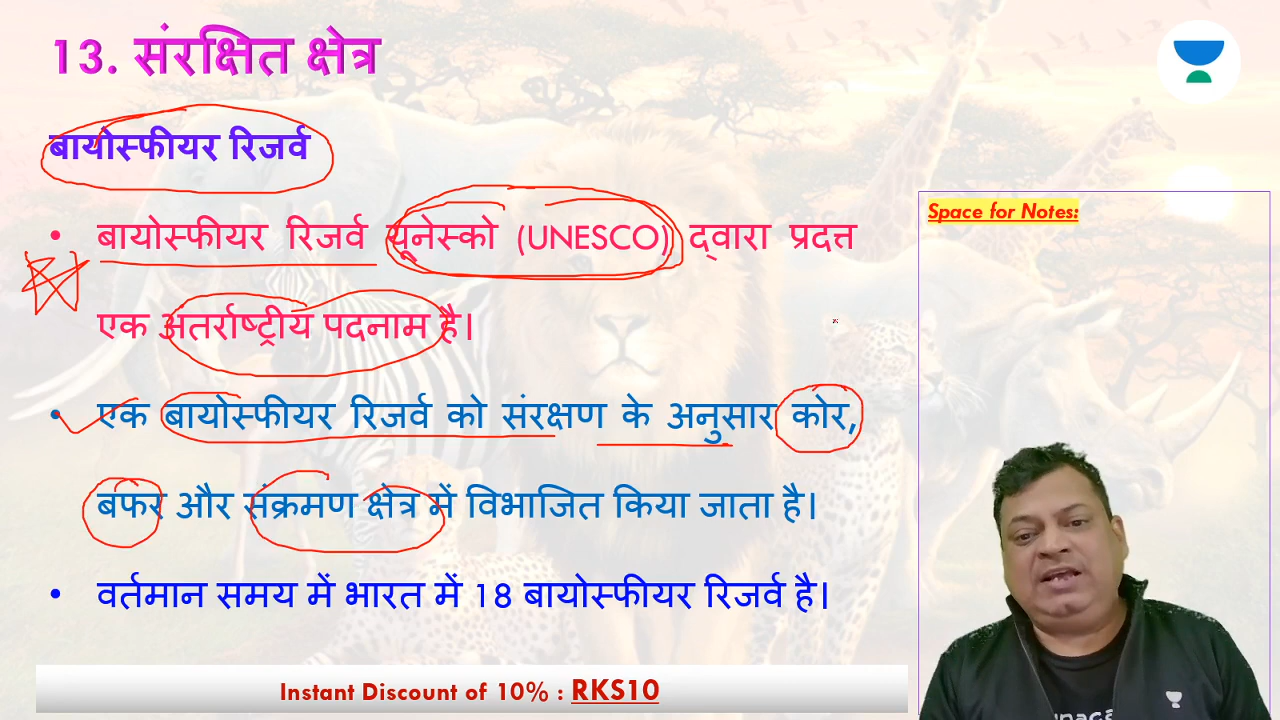 13. संरक्षित क्षेत्र
बायोस्फीयर रिजर्व
• बायोस्फीयर रिजर्व यूनेस्को (UNESCO) द्वारा प्रदत्त
एक अंतर्राष्ट्रीय पदनाम है।
• एक बायोस्फीयर रिजर्व को संरक्षण के अनुसार कोर,
बफर और संक्रमण क्षेत्र में विभाजित किया जाता है।
• वर्तमान समय में भारत में 18 बायोस्फीयर रिजर्व है।
Space for Notes:
Instant Discount of 10% : RKS10